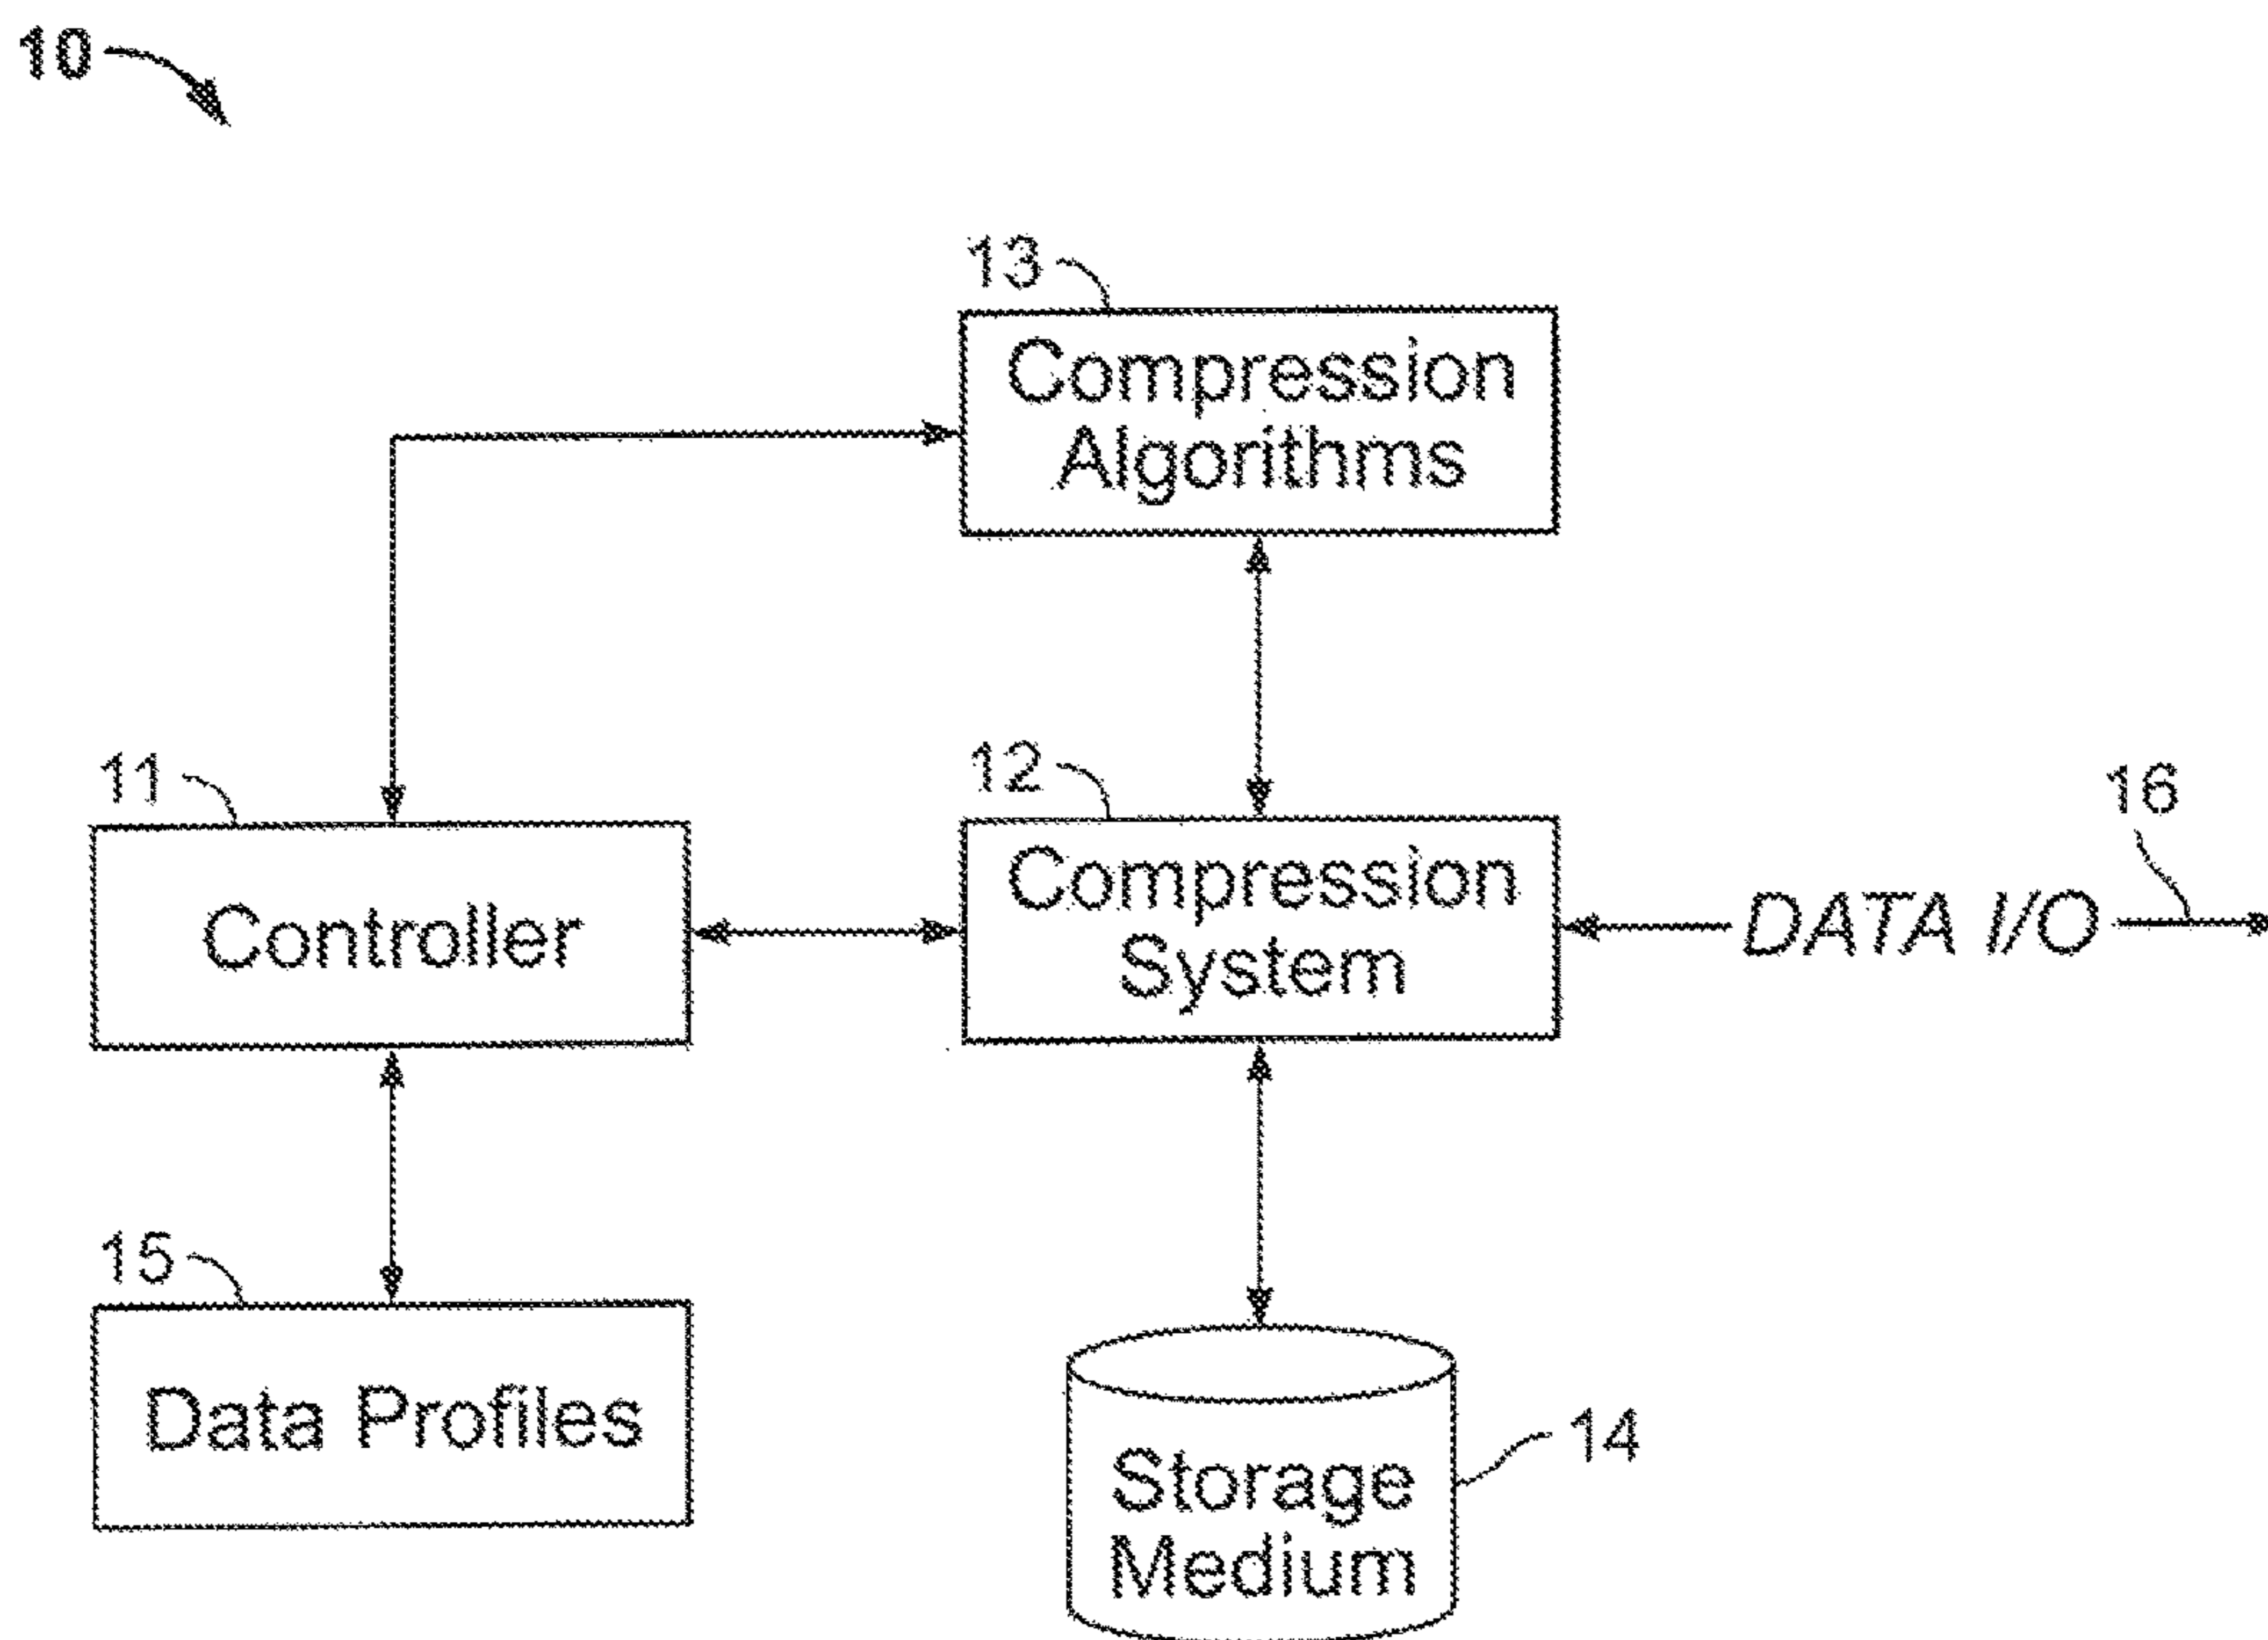 10
13
Compression
Algorithms
11
12
16
Controller
Compression
System
DATA I/O
15
Data Profiles
14
Storage
Medium